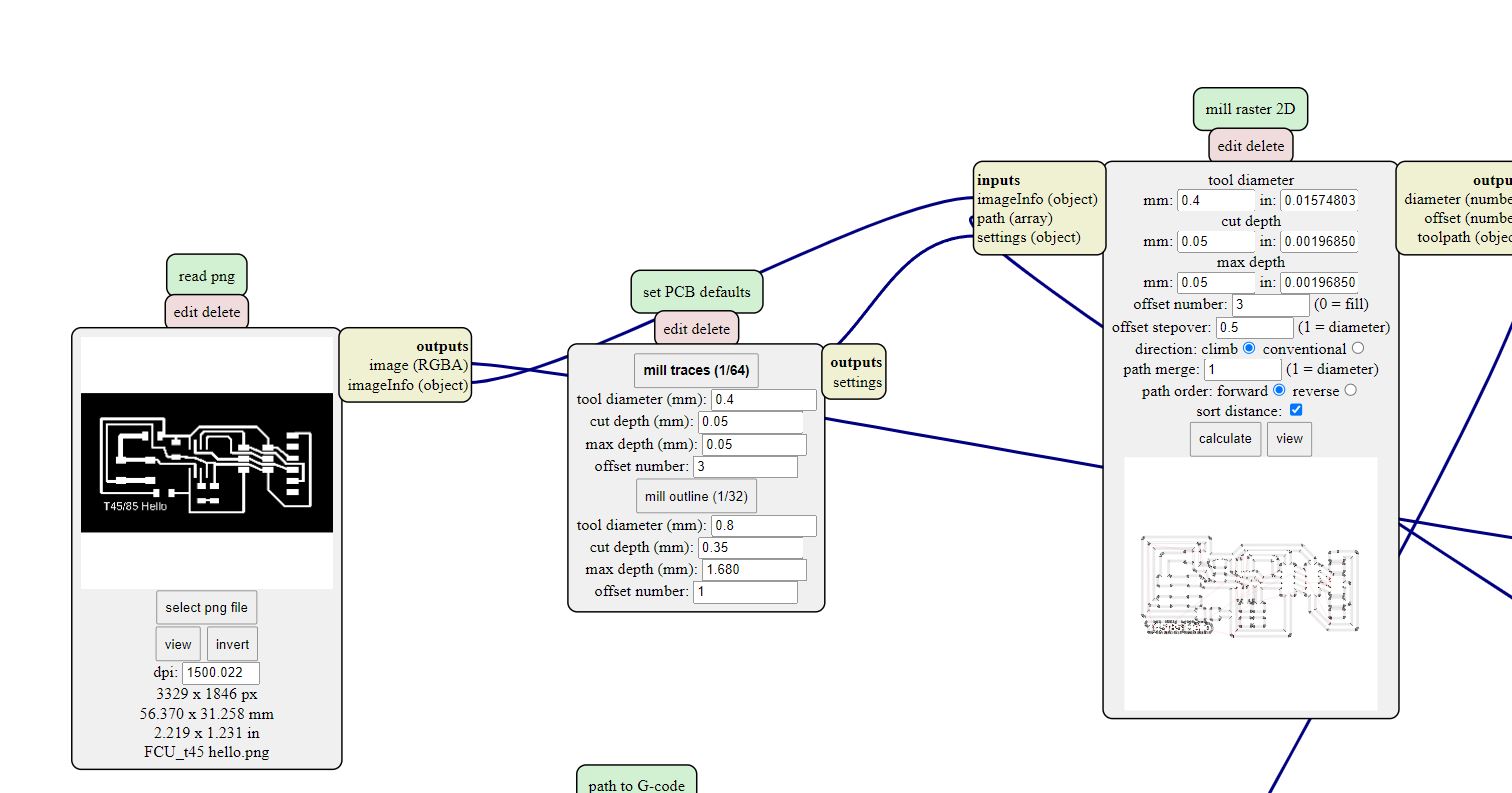 read png
edit delete
outputs
image (RGBA)
imageInfo (object)
T45/85 Hello
select png file
view invert
dpi: 1500.022
3329 x 1846 px
56.370 x 31.258 mm
2.219 x 1.231 in
FCU_t45 hello.png
set PCB defaults
edit delete
mill traces (1/64)
tool diameter (mm): 0.4
cut depth (mm): 0.05
max depth (mm): 0.05
offset number: 3
mill outline (1/32)
tool diameter (mm): 0.8
cut depth (mm): 0.35
max depth (mm): 1.680
offset number: 1
outputs
settings
path to G-code
inputs
imageInfo (object)
path (array)
settings (object)
mill raster 2D
edit delete
tool diameter
mm: 0.4 in: 0.01574803
cut depth
mm: 0.05 in: 0.00196850
max depth
mm: 0.05 in: 0.00196850
offset number: 3 (0 = fill)
offset stepover: 0.5 (1 = diameter)
direction: climb conventional
path merge: 1 (1 = diameter)
path order: forward reverse
sort distance:
calculate view
outpu
diameter (numbe
offset (numbe
toolpath (objec